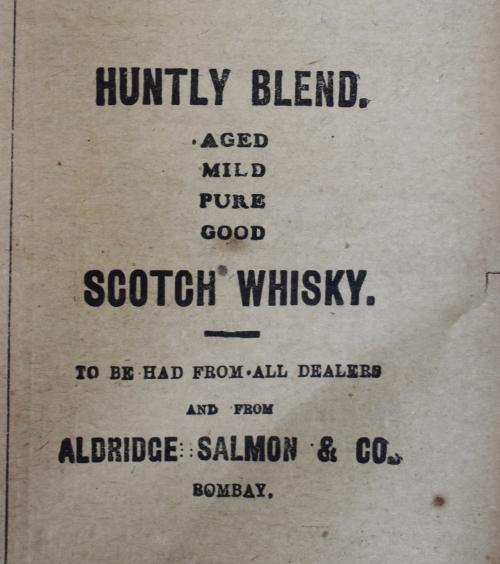 HUNTLY BLEND.
AGED
MILD
PURE
GOOD
SCOTCH WHISKY.
TO BE HAD FROM ALL DEALERS
AND FROM
ALDRIDGE SALMON & CO.
BOMBAY.